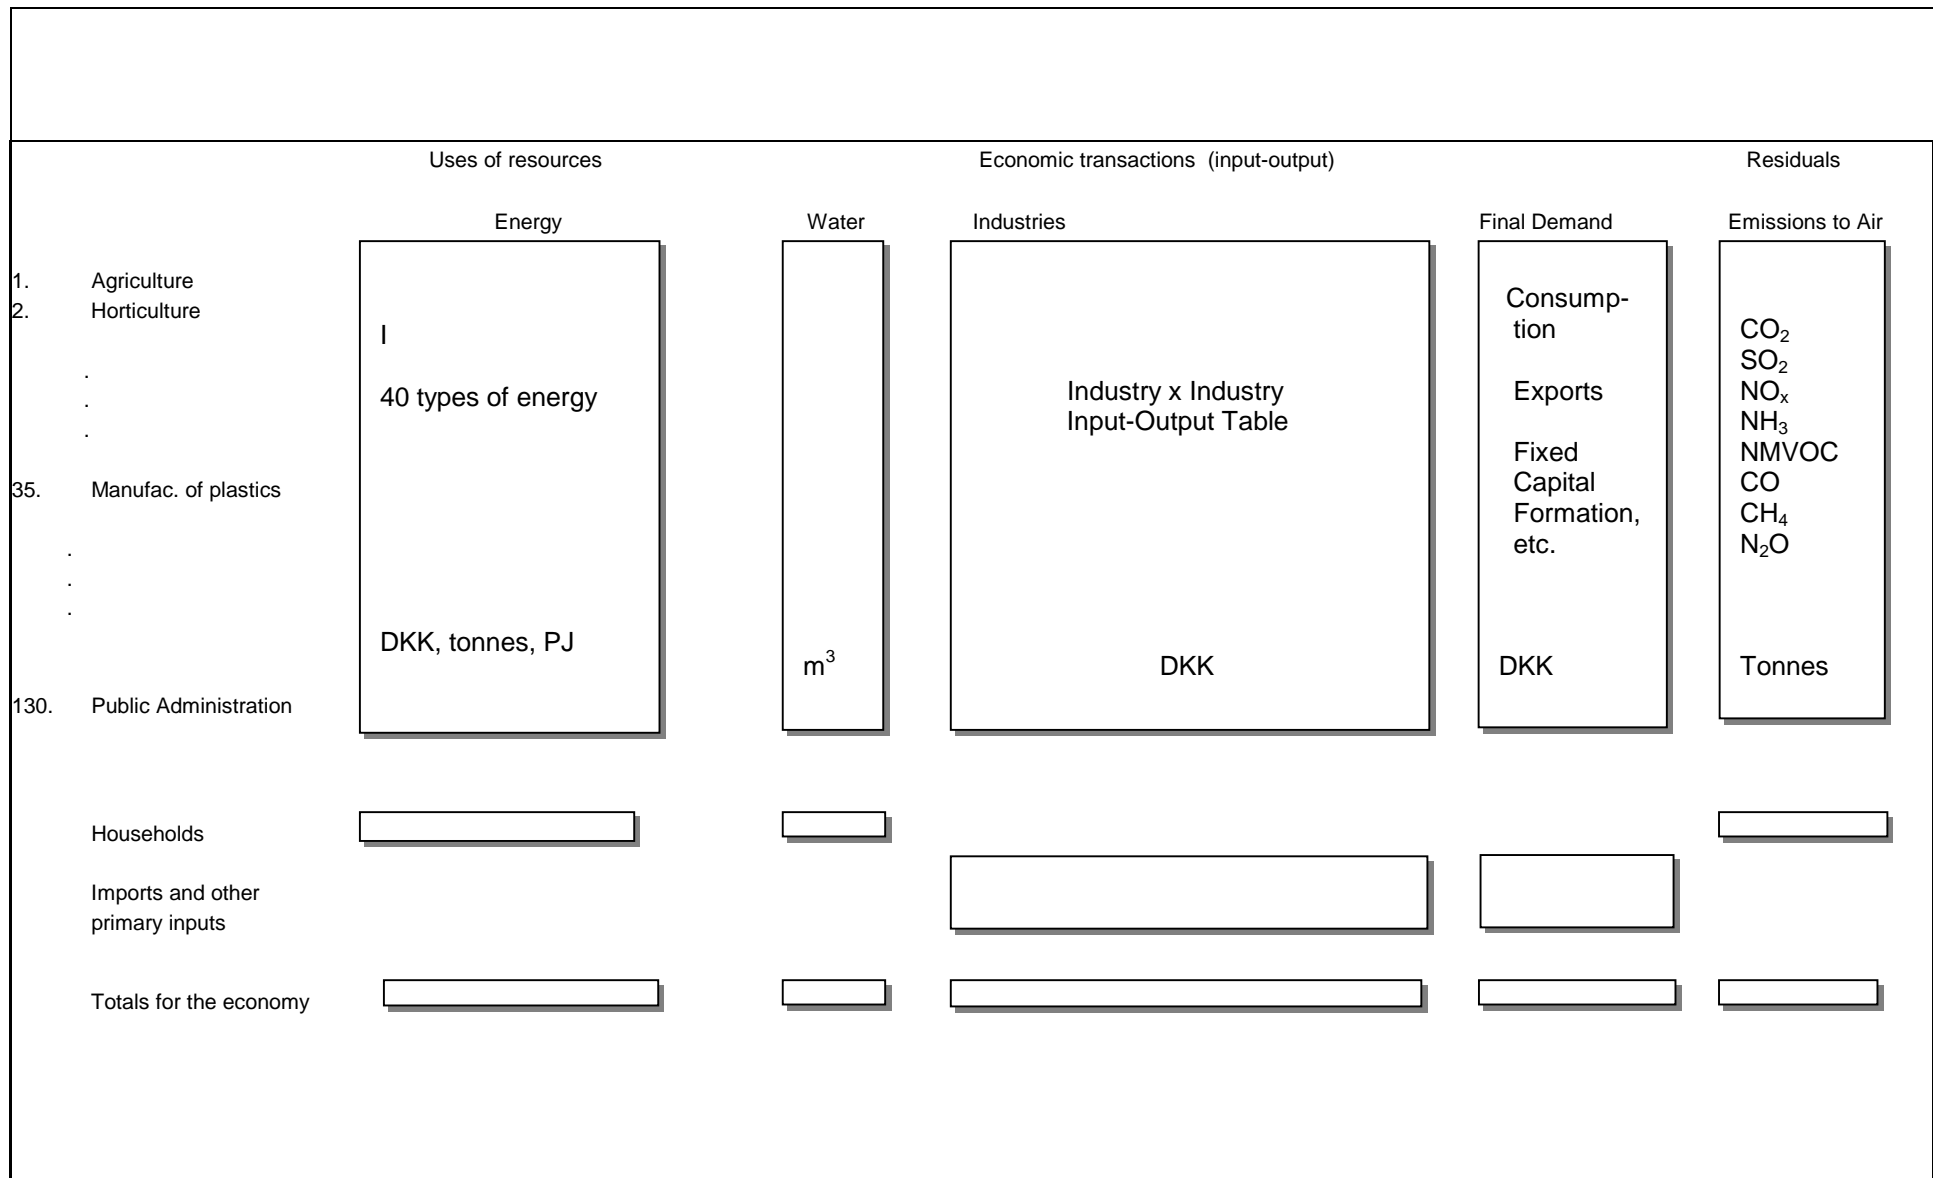 Uses of resources Economic transactions (input-output) Residuals
Energy Water Industries Final Demand Emissions to Air
1. Agriculture
2. Horticulture
.
.
.
35. Manufac. of plastics
.
.
.
130. Public Administration
I
40 types of energy
DKK, tonnes, PJ
m³
Industry x Industry
Input-Output Table
DKK
Consump-
tion
Exports
Fixed
Capital
Formation,
etc.
DKK
CO₂
SO₂
NOₓ
NH₃
NMVOC
CO
CH₄
N₂O
Tonnes
Households
Imports and other
primary inputs
Totals for the economy